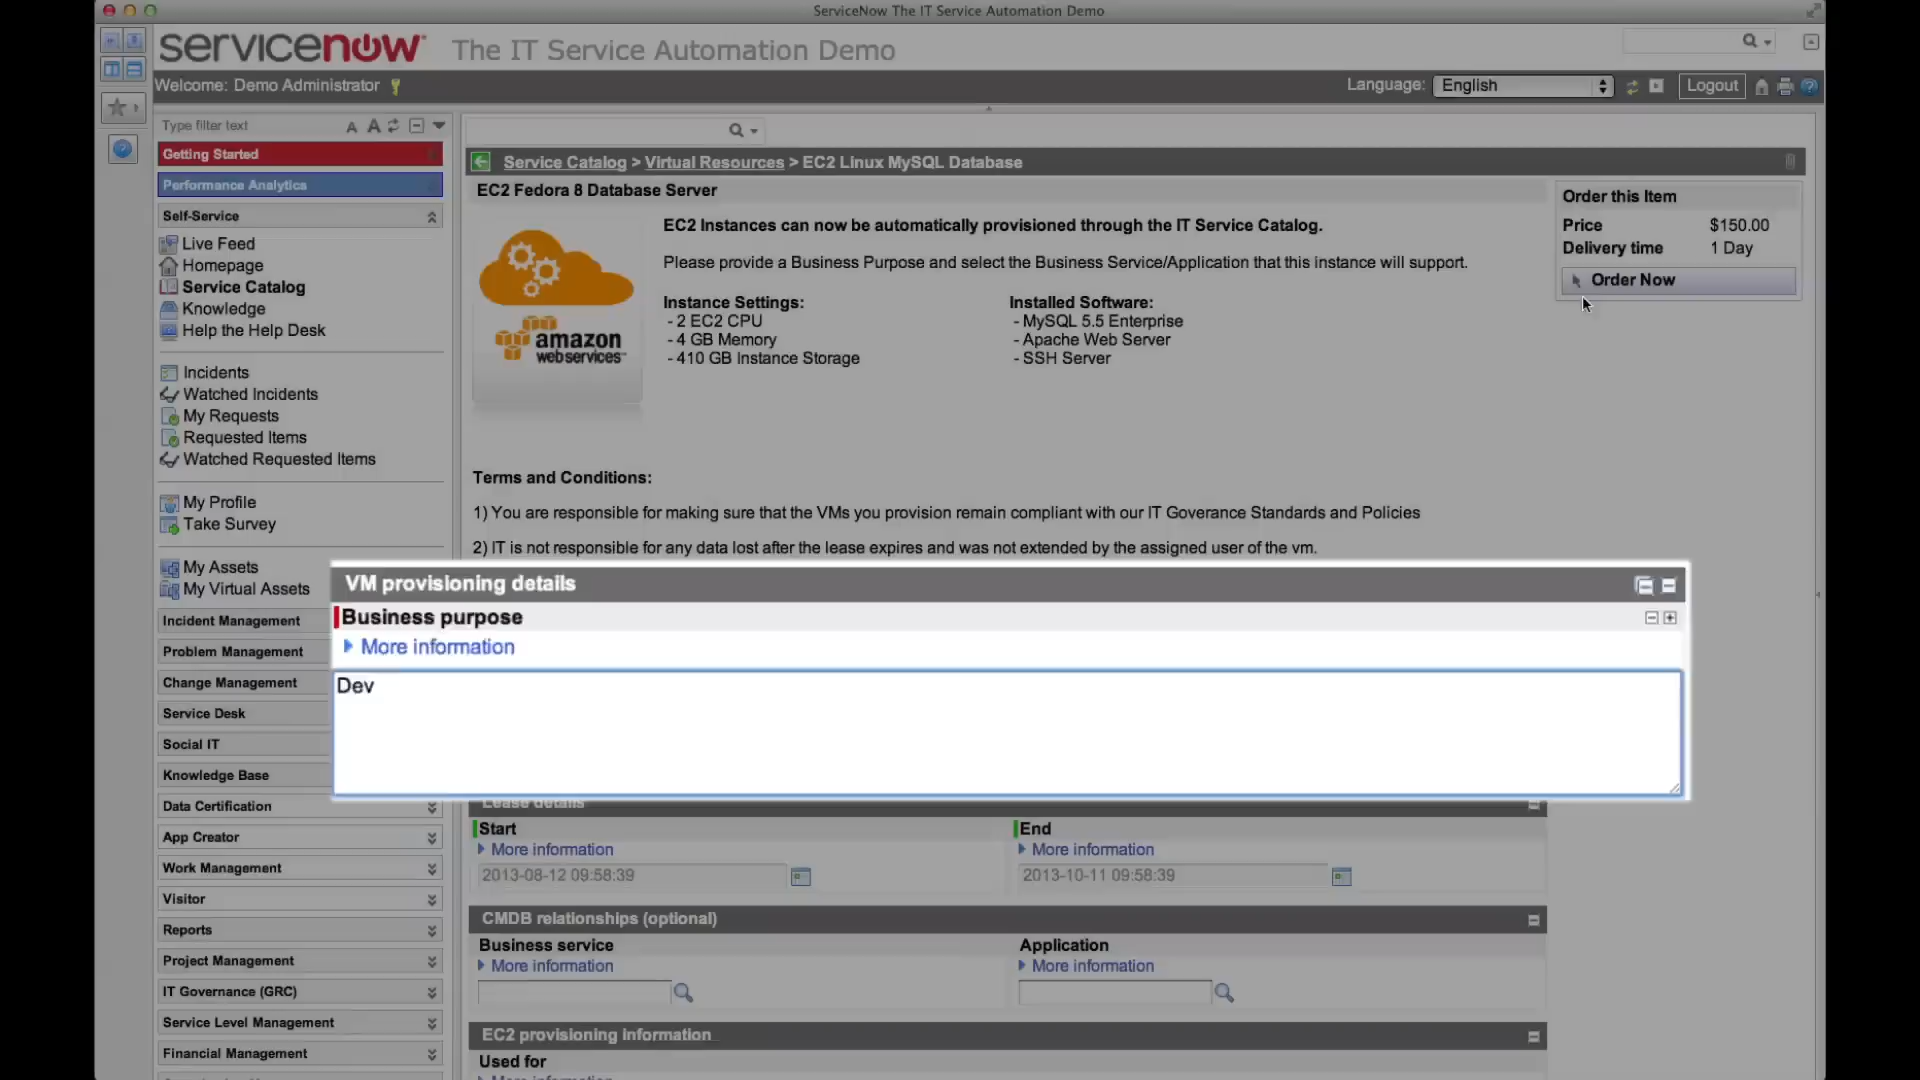 ServiceNow The IT Service Automation Demo
servicenow The IT Service Automation Demo
Welcome: Demo Administrator
Language: English Logout
Type filter text A A
Getting Started
Performance Analytics
Self-Service
Live Feed
Homepage
Service Catalog
Knowledge
Help the Help Desk
Incidents
Watched Incidents
My Requests
Requested Items
Watched Requested Items
My Profile
Take Survey
My Assets
My Virtual Assets
Incident Management
Problem Management
Change Management
Service Desk
Social IT
Knowledge Base
Data Certification
App Creator
Work Management
Visitor
Reports
Project Management
IT Governance (GRC)
Service Level Management
Financial Management
Service Catalog > Virtual Resources > EC2 Linux MySQL Database
EC2 Fedora 8 Database Server
amazon
webservices™
EC2 Instances can now be automatically provisioned through the IT Service Catalog.
Please provide a Business Purpose and select the Business Service/Application that this instance will support.
Instance Settings:
- 2 EC2 CPU
- 4 GB Memory
- 410 GB Instance Storage
Installed Software:
- MySQL 5.5 Enterprise
- Apache Web Server
- SSH Server
Order this Item
Price $150.00
Delivery time 1 Day
Order Now
Terms and Conditions:
1) You are responsible for making sure that the VMs you provision remain compliant with our IT Goverance Standards and Policies
2) IT is not responsible for any data lost after the lease expires and was not extended by the assigned user of the vm.
VM provisioning details
Business purpose
More information
Dev
Lease details
Start
More information
2013-08-12 09:58:39
End
More information
2013-10-11 09:58:39
CMDB relationships (optional)
Business service
More information
Application
More information
EC2 provisioning information
Used for
More information